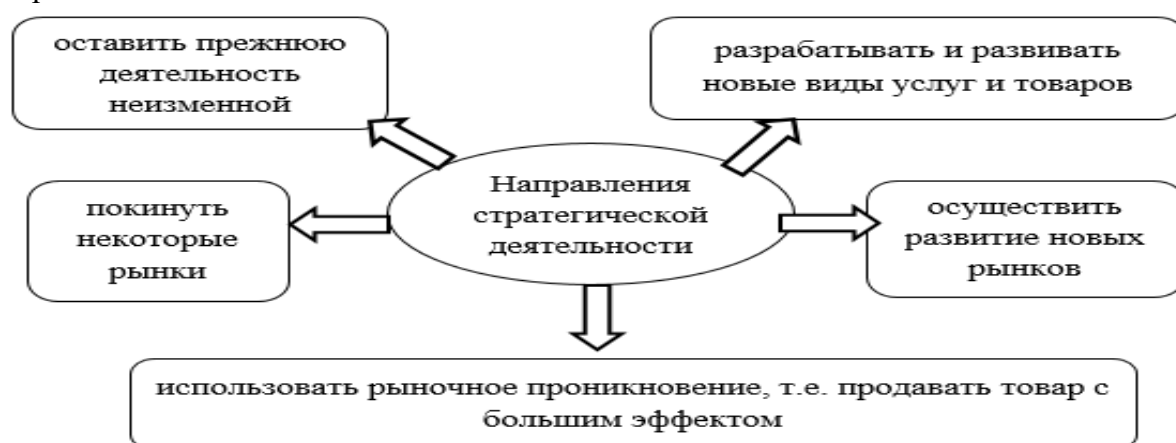 оставить прежнюю
деятельность
неизменной
разрабатывать и развивать
новые виды услуг и товаров
Направления
стратегической
деятельности
покинуть
некоторые
рынки
осуществить
развитие новых
рынков
использовать рыночное проникновение, т.е. продавать товар с
большим эффектом